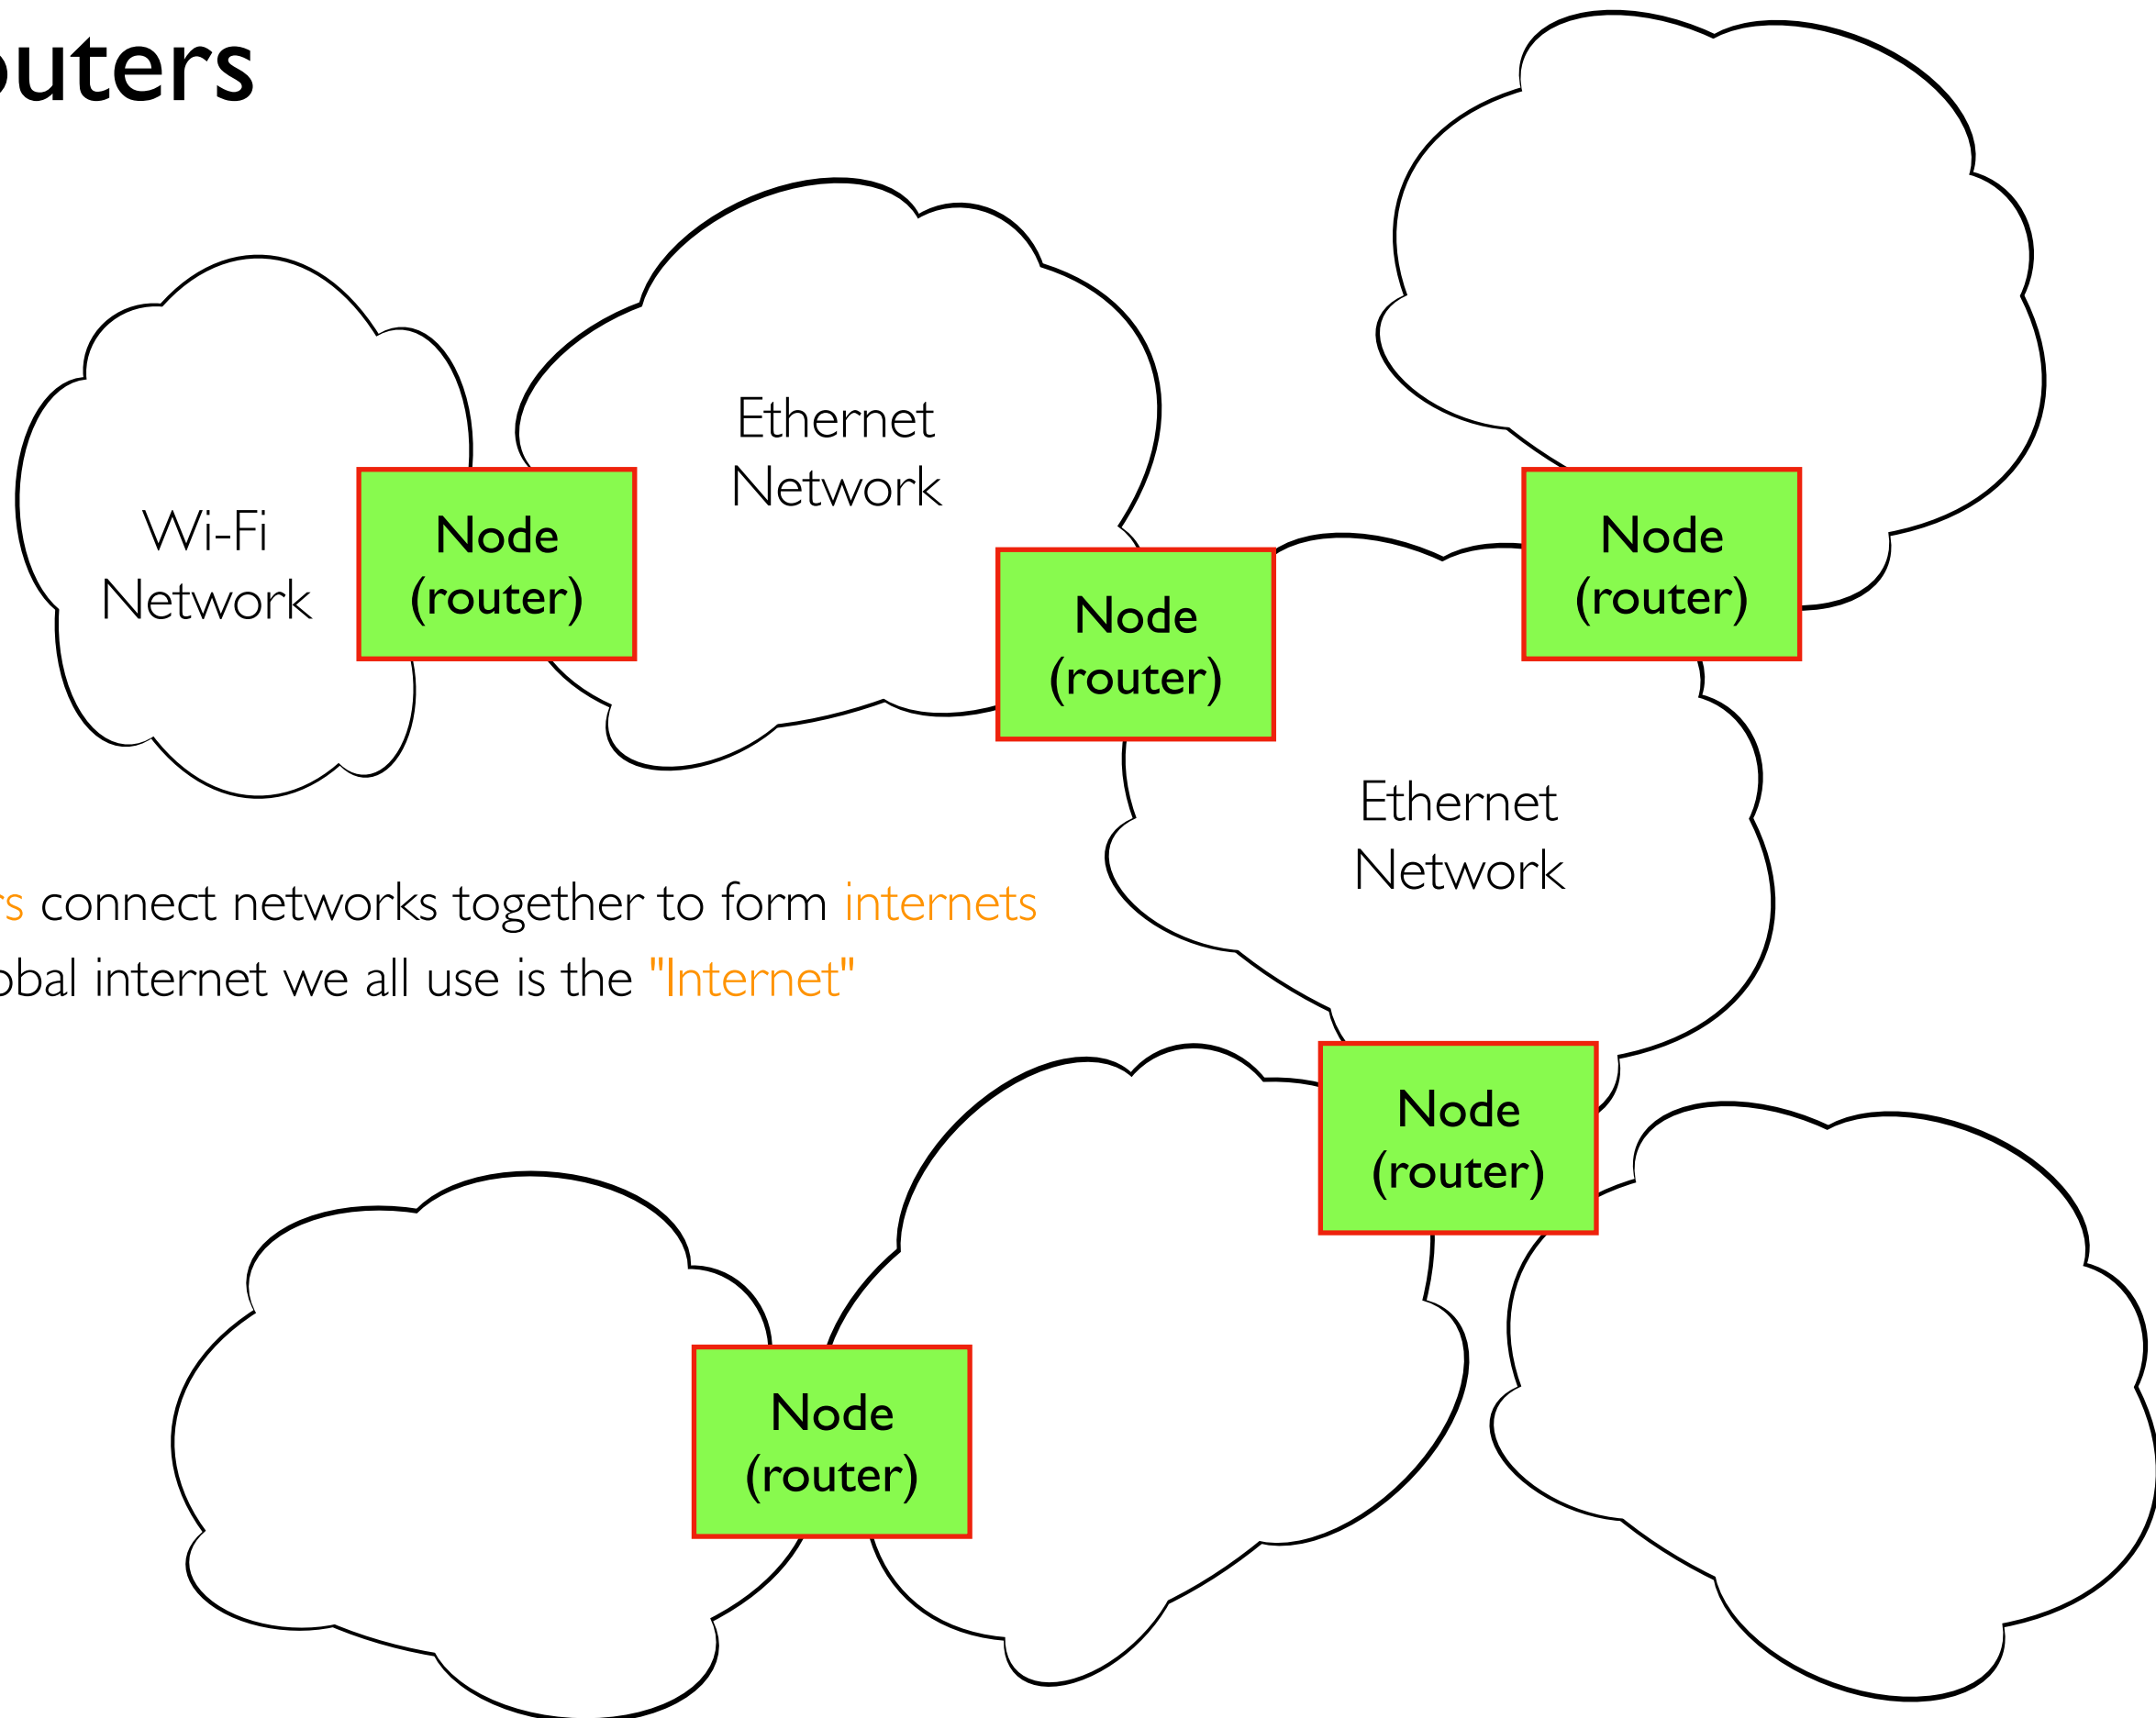 uters
Ethernet
Network
Wi-Fi
Network
Node
(router)
Node
(router)
Node
(router)
Ethernet
Network
s connect networks together to form internets
obal internet we all use is the "Internet"
Node
(router)
Node
(router)